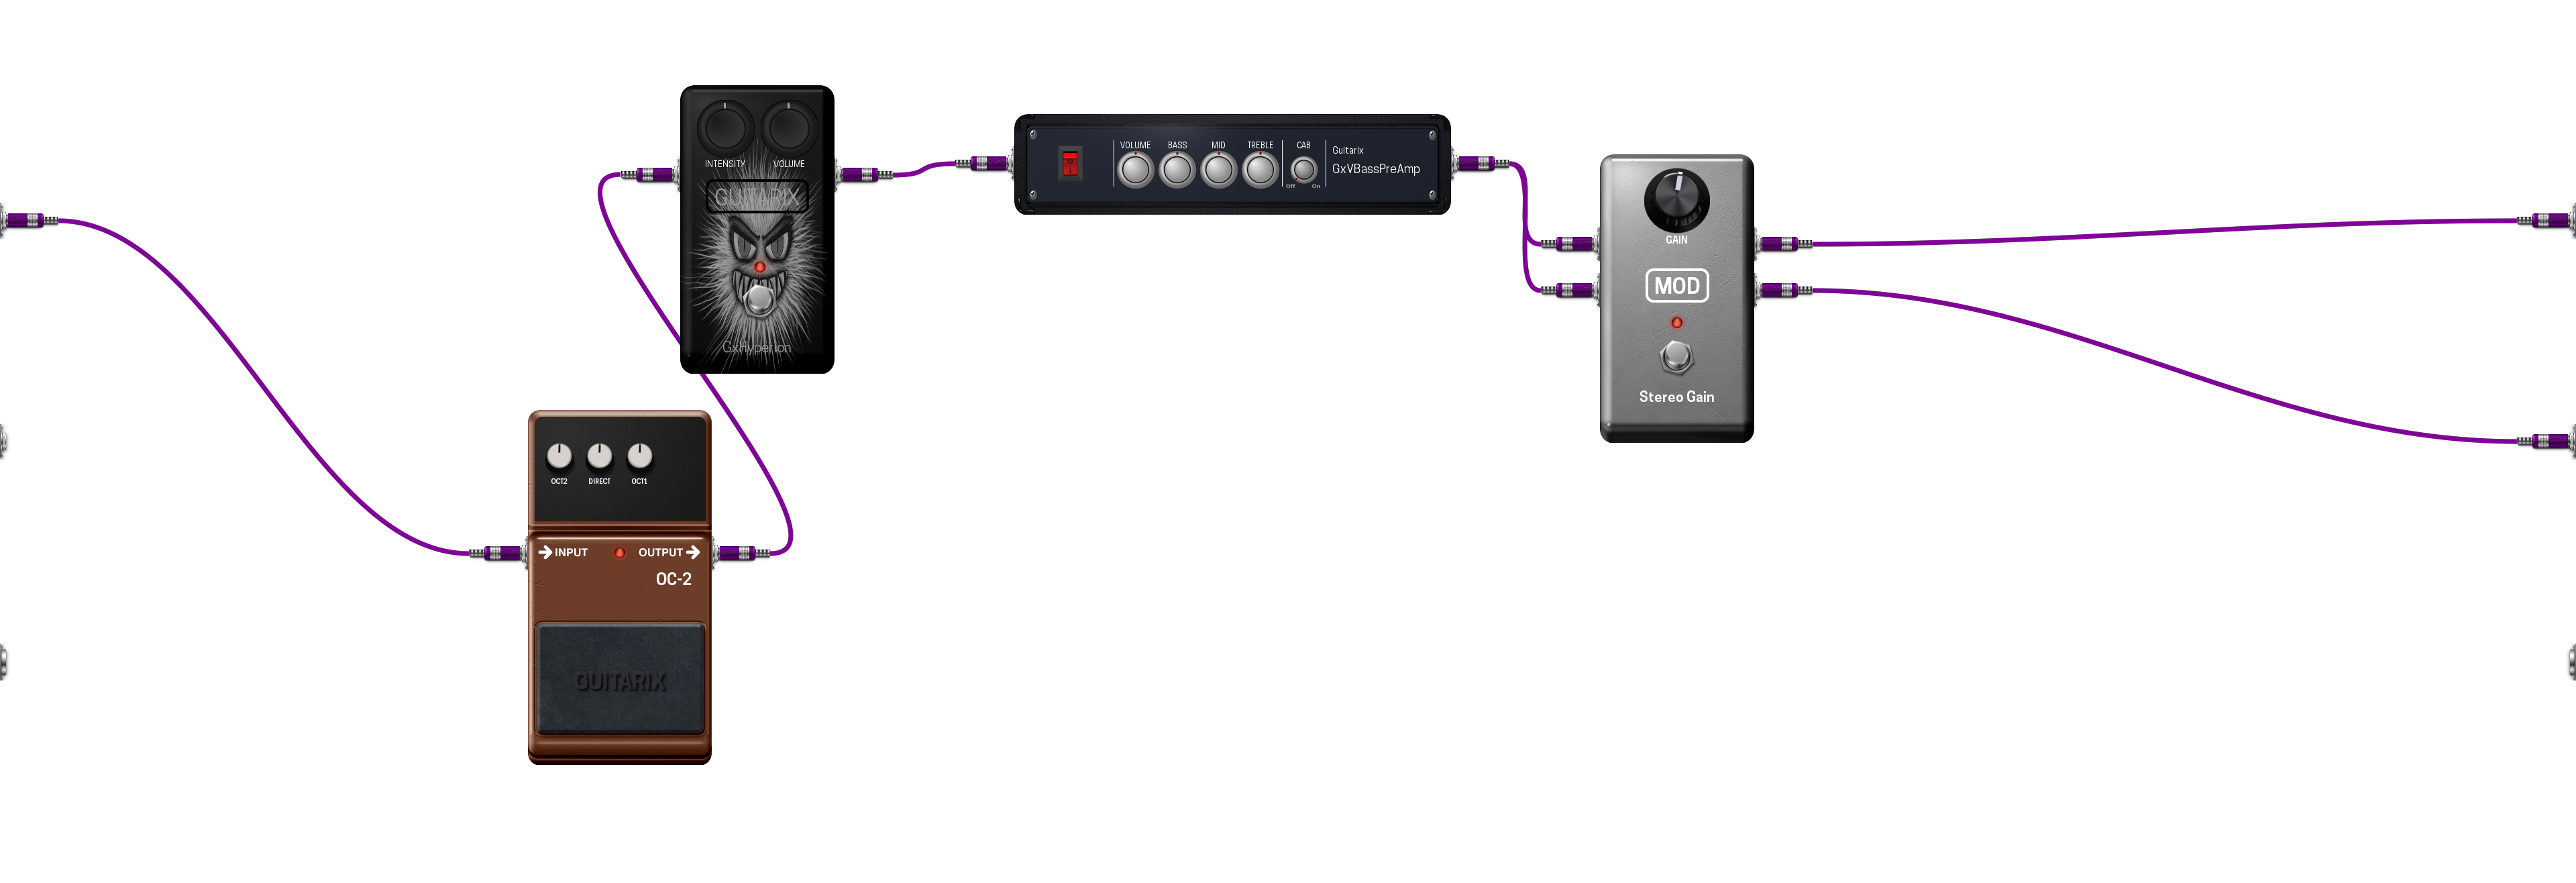 INTENSITY VOLUME
GUITARIX
GxHyperion
VOLUME BASS MID TREBLE CAB
Off On
Guitarix
GxVBassPreAmp
GAIN
MOD
Stereo Gain
OCT2 DIRECT OCT1
INPUT OUTPUT
OC-2
GUITARIX